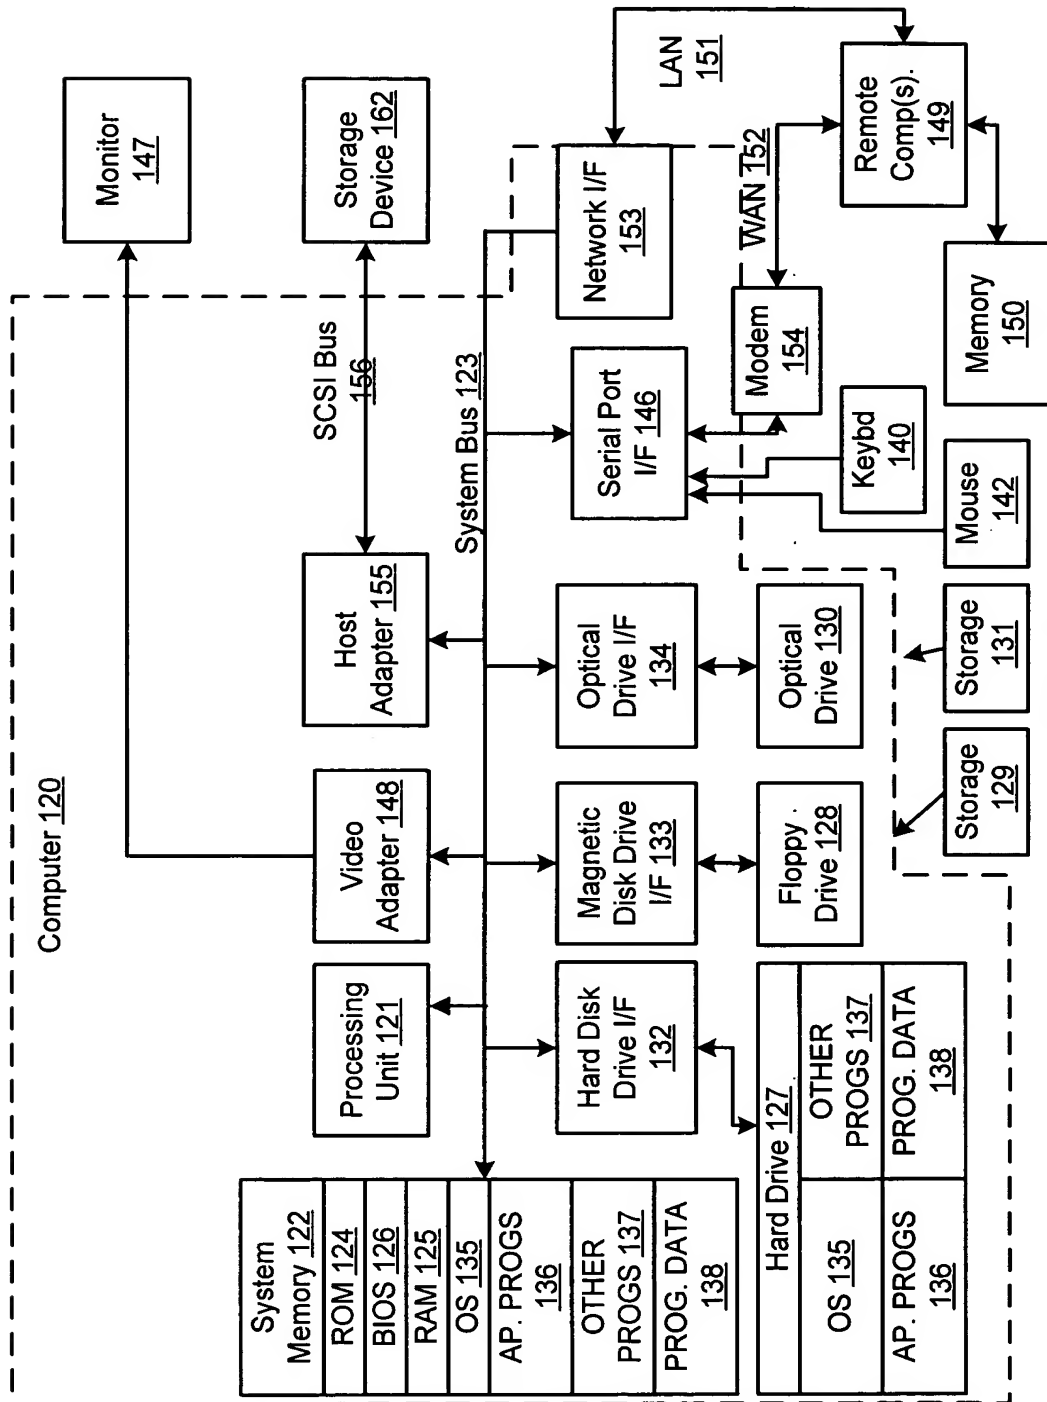 Computer 120
Monitor
147
Storage
Device 162
SCSI Bus
156
Processing
Unit 121
Video
Adapter 148
Host
Adapter 155
System
Memory 122
ROM 124
BIOS 126
RAM 125
OS 135
AP. PROGS
136
OTHER
PROGS 137
PROG. DATA
138
System Bus 123
Hard Disk
Drive I/F
132
Magnetic
Disk Drive
I/F 133
Optical
Drive I/F
134
Serial Port
I/F 146
Network I/F
153
LAN
151
WAN 152
Hard Drive 127
OS 135
OTHER
PROGS 137
AP. PROGS
136
PROG. DATA
138
Floppy
Drive 128
Optical
Drive 130
Modem
154
Keybd
140
Mouse
142
Remote
Comp(s).
149
Memory
150
Storage
129
Storage
131